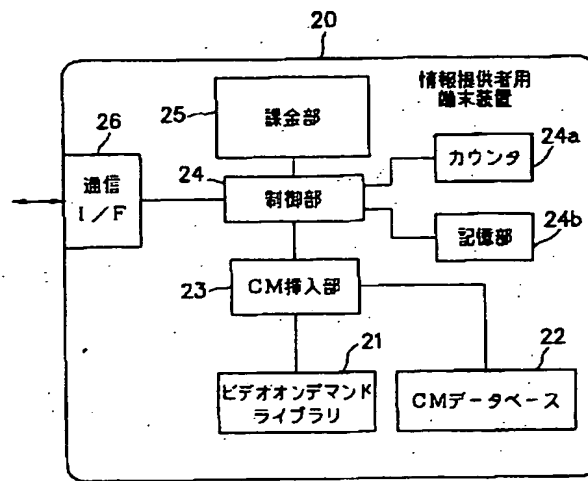 20
情報提供者用
端末装置
25
課金部
26
通信
I/F
24
制御部
カウンタ
24a
記憶部
24b
23
CM挿入部
21
ビデオオンデマンド
ライブラリ
22
CMデータベース